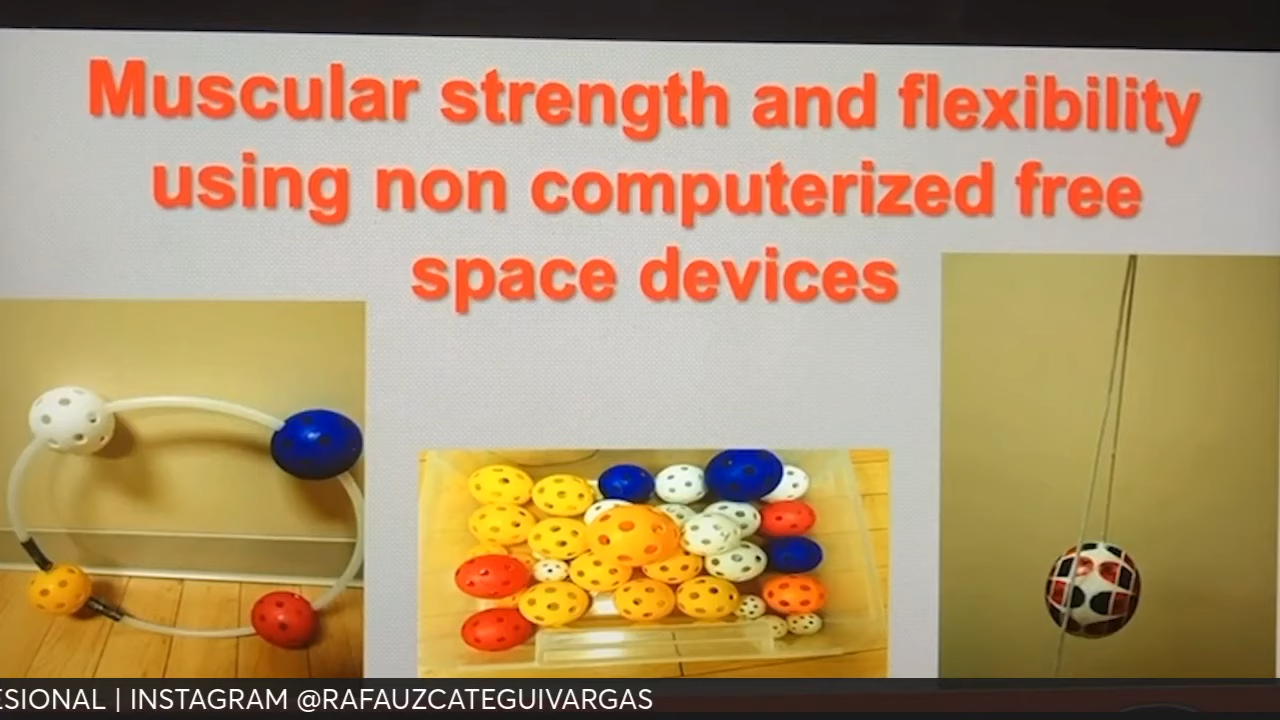 Muscular strength and flexibility
using non computerized free
space devices
ESIONAL | INSTAGRAM @RAFAUZCATEGUIVARGAS